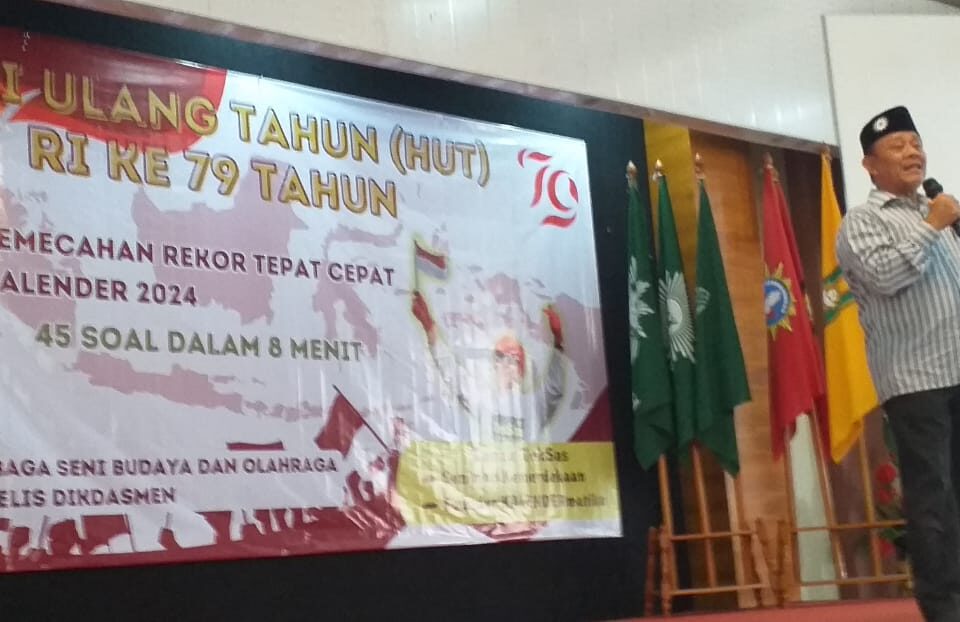 I ULANG TAHUN (HUT)
RI KE 79 TAHUN
79
EMECAHAN REKOR TEPAT CEPAT
ALENDER 2024
45 SOAL DALAM 8 MENIT
BAGA SENI BUDAYA DAN OLAHRAGA
ELIS DIKDASMEN